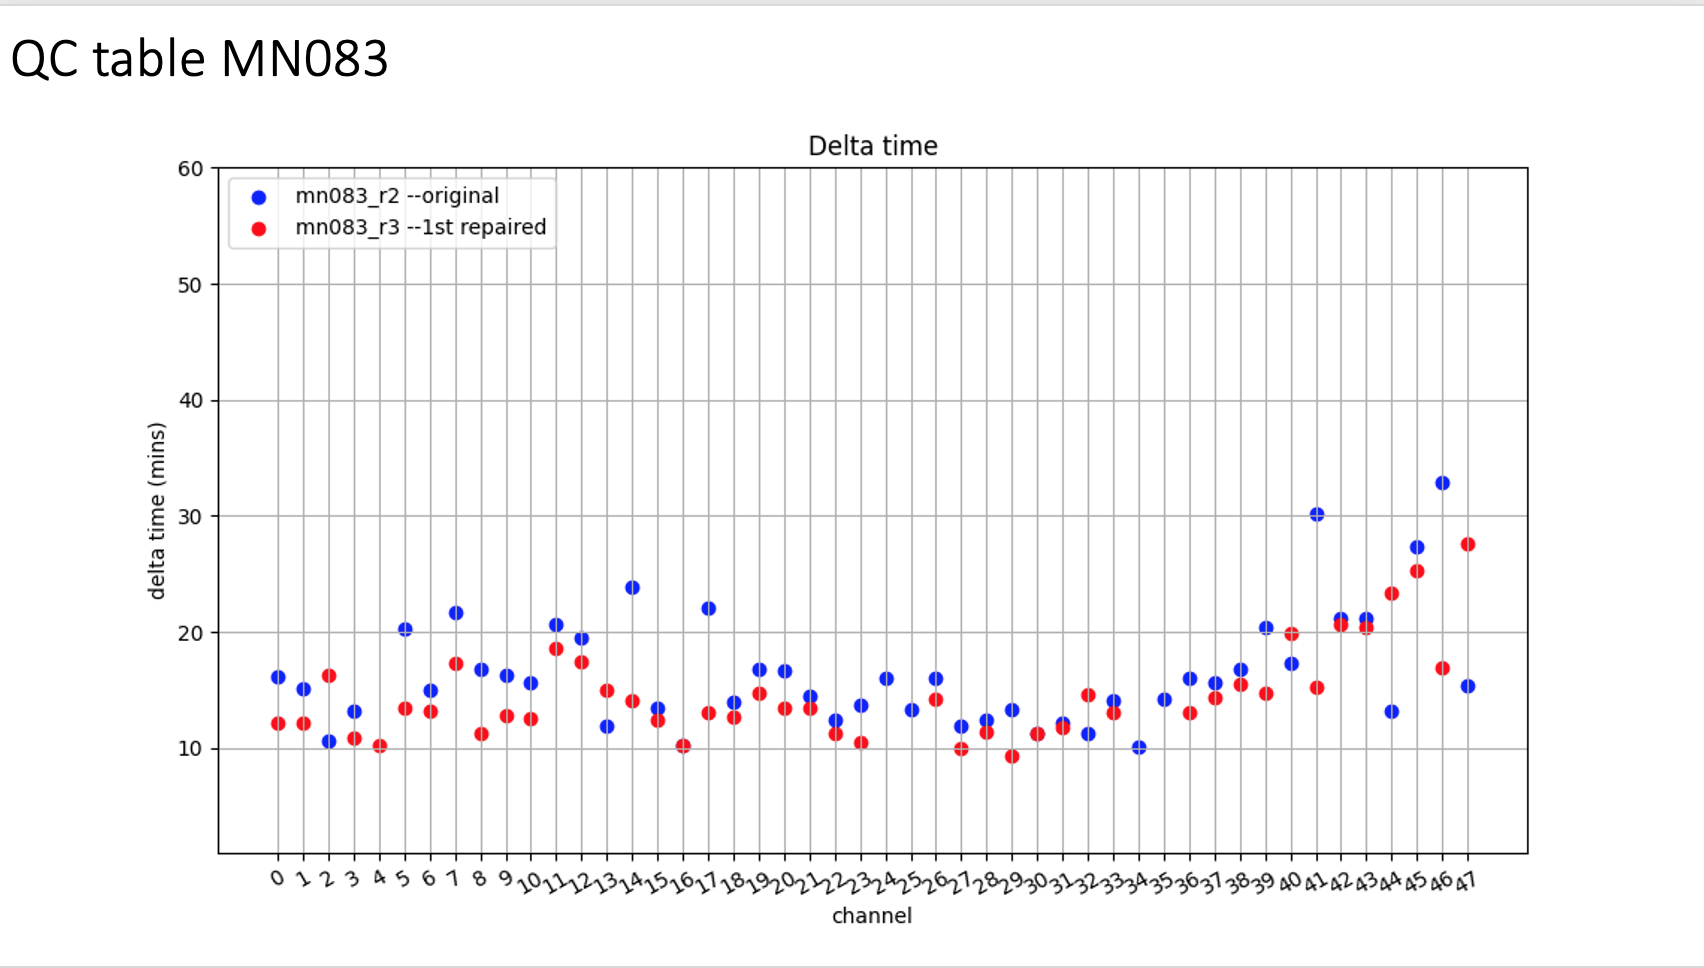 QC table MN083
Delta time
60
mn083_r2 --original
mn083_r3 --1st repaired
50
40
delta time (mins)
30
20
10
0 1 2 3 4 5 6 7 8 9 10 11 12 13 14 15 16 17 18 19 20 21 22 23 24 25 26 27 28 29 30 31 32 33 34 35 36 37 38 39 40 41 42 43 44 45 46 47
channel